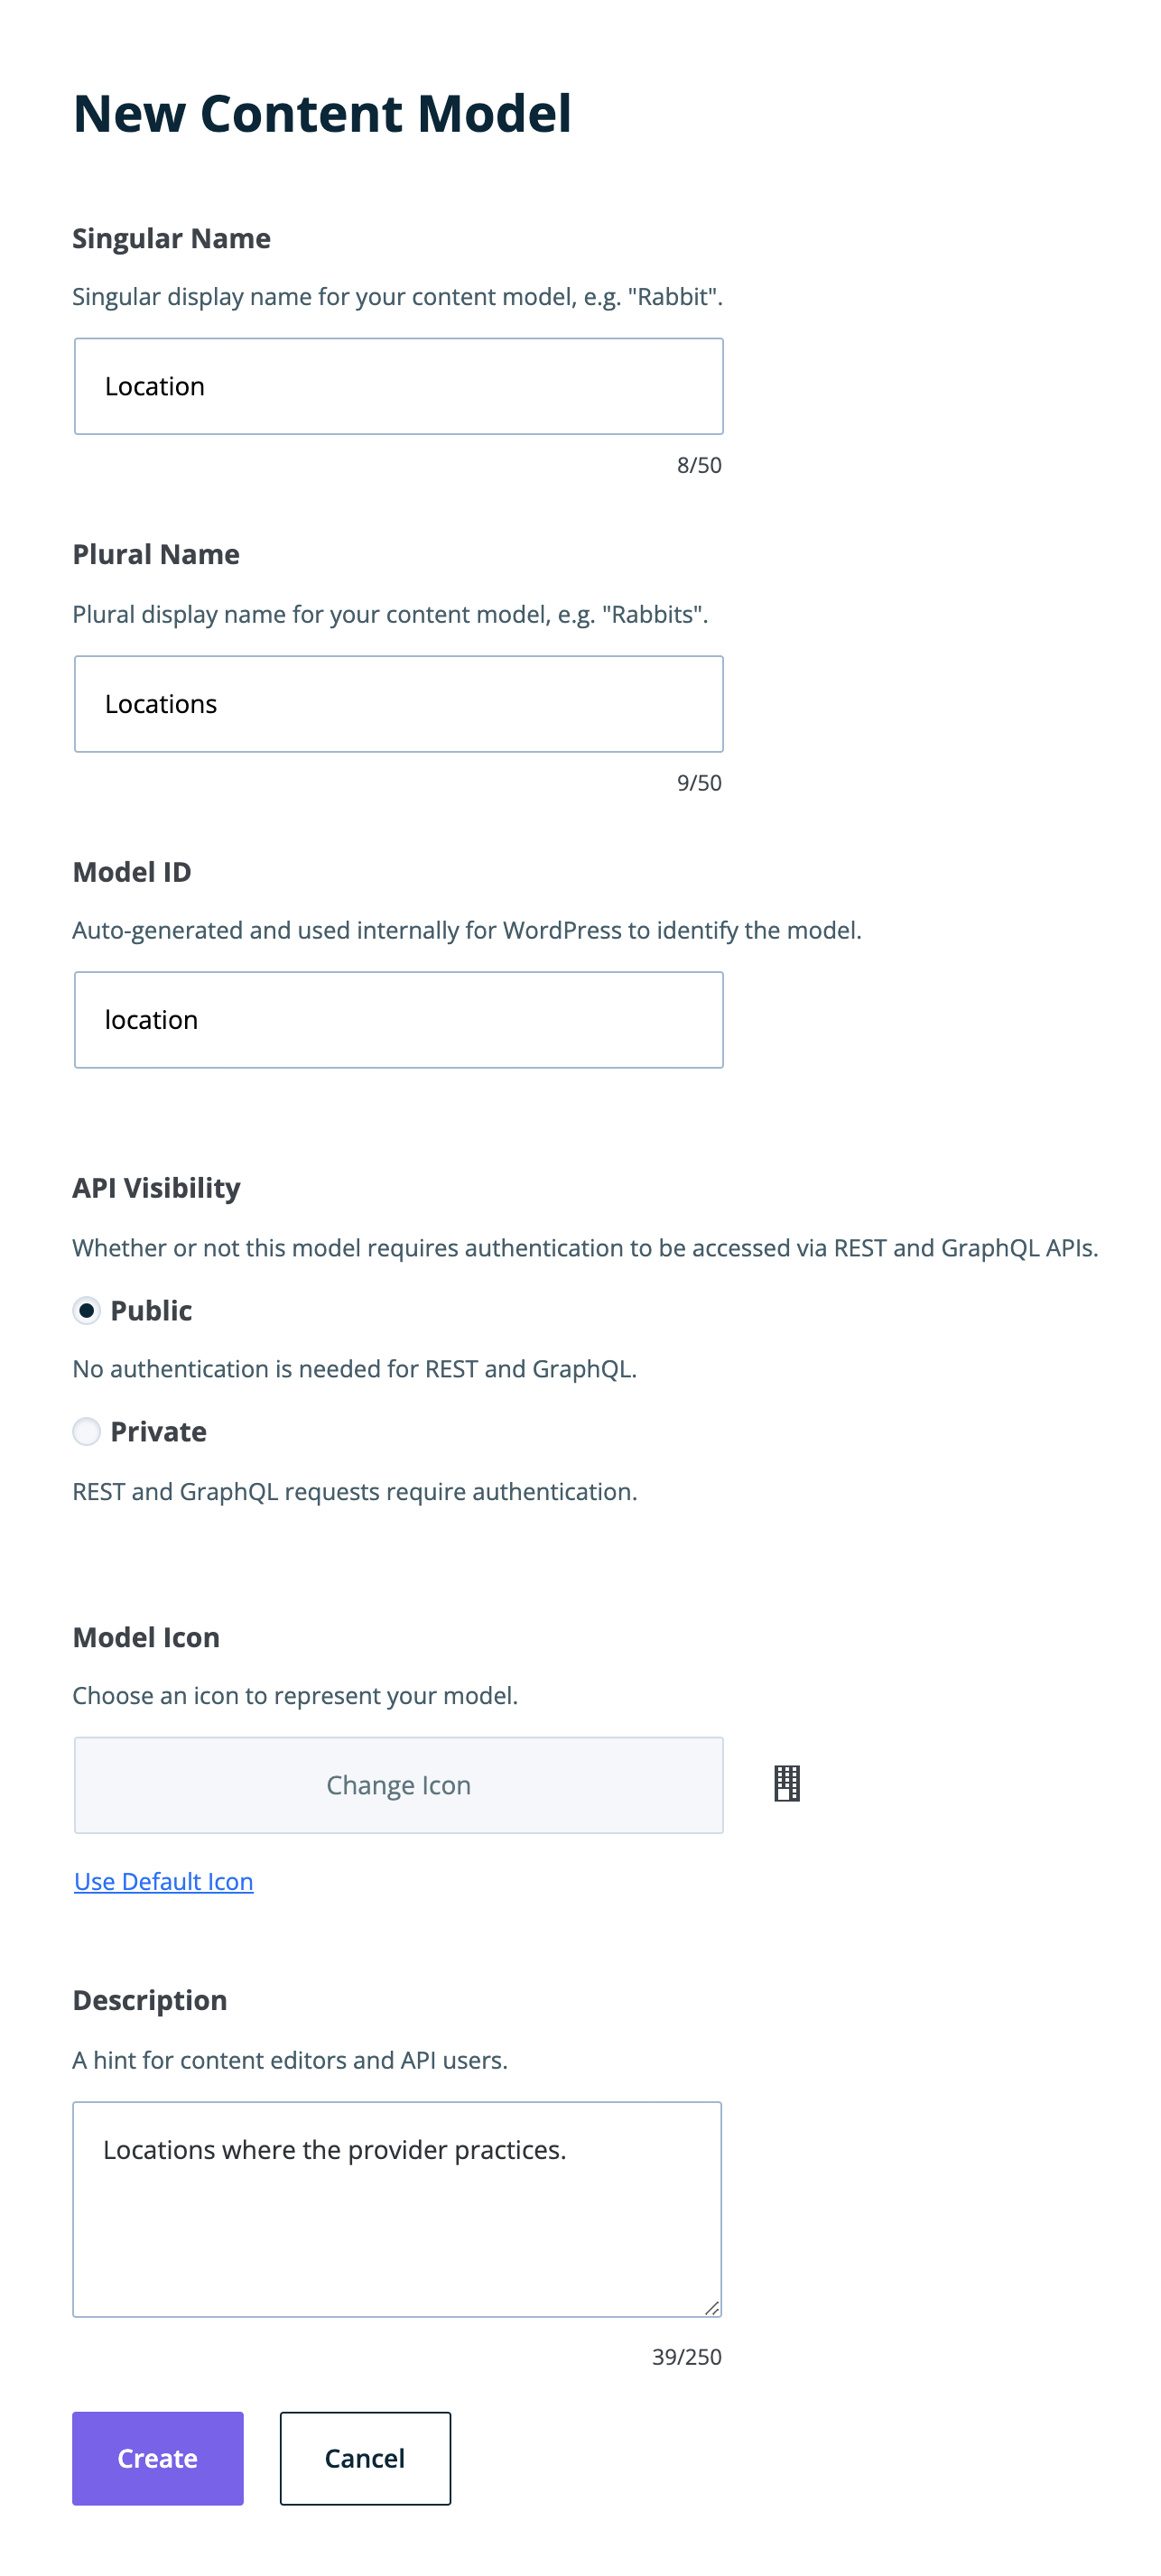 New Content Model
Singular Name
Singular display name for your content model, e.g. "Rabbit".
Location
8/50
Plural Name
Plural display name for your content model, e.g. "Rabbits".
Locations
9/50
Model ID
Auto-generated and used internally for WordPress to identify the model.
location
API Visibility
Whether or not this model requires authentication to be accessed via REST and GraphQL APIs.
Public
No authentication is needed for REST and GraphQL.
Private
REST and GraphQL requests require authentication.
Model Icon
Choose an icon to represent your model.
Change Icon
Use Default Icon
Description
A hint for content editors and API users.
Locations where the provider practices.
39/250
Create Cancel